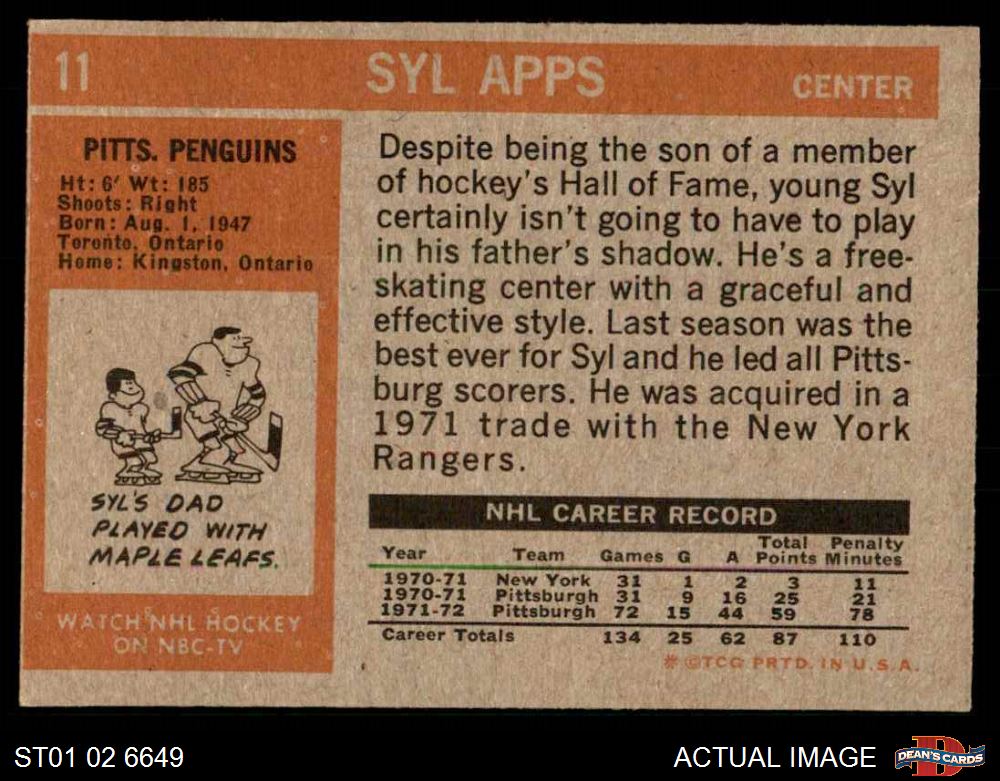 11 SYL APPS CENTER
PITTS. PENGUINS
Ht: 6' Wt: 185
Shoots: Right
Born: Aug. 1, 1947
Toronto, Ontario
Home: Kingston, Ontario
SYL'S DAD
PLAYED WITH
MAPLE LEAFS.
WATCH NHL HOCKEY
ON NBC-TV
Despite being the son of a member
of hockey's Hall of Fame, young Syl
certainly isn't going to have to play
in his father's shadow. He's a free-
skating center with a graceful and
effective style. Last season was the
best ever for Syl and he led all Pitts-
burg scorers. He was acquired in a
1971 trade with the New York
Rangers.
NHL CAREER RECORD
Year Team Games G A Total Points Penalty Minutes
1970-71 New York 31 1 2 3 11
1970-71 Pittsburgh 31 9 16 25 21
1971-72 Pittsburgh 72 15 44 59 78
Career Totals 134 25 62 87 110
* ©TCG PRTD. IN U.S.A.
ST01 02 6649
ACTUAL IMAGE
DEAN'S CARDS